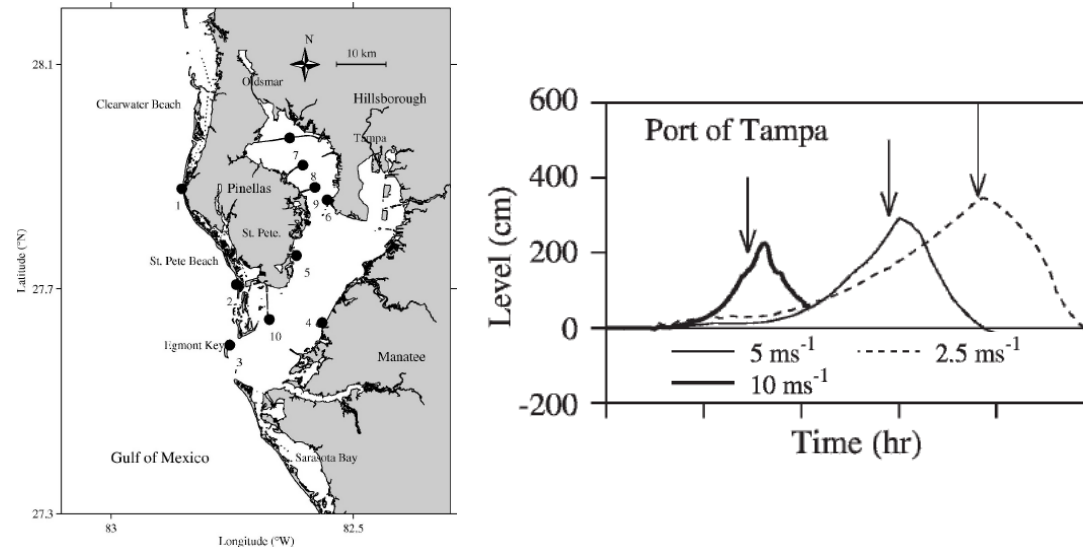 28.1
27.7
27.3
Latitude (°N)
83
82.5
Longitude (°W)
N
10 km
Oldsmar
Clearwater Beach
Hillsborough
Tampa
7
8
Pinellas
9
6
1
St. Pete.
St. Pete Beach
5
2
10
4
Egmont Key
3
Manatee
Gulf of Mexico
Sarasota Bay
600
400
200
0
-200
Level (cm)
Port of Tampa
5 ms-1
2.5 ms-1
10 ms-1
Time (hr)